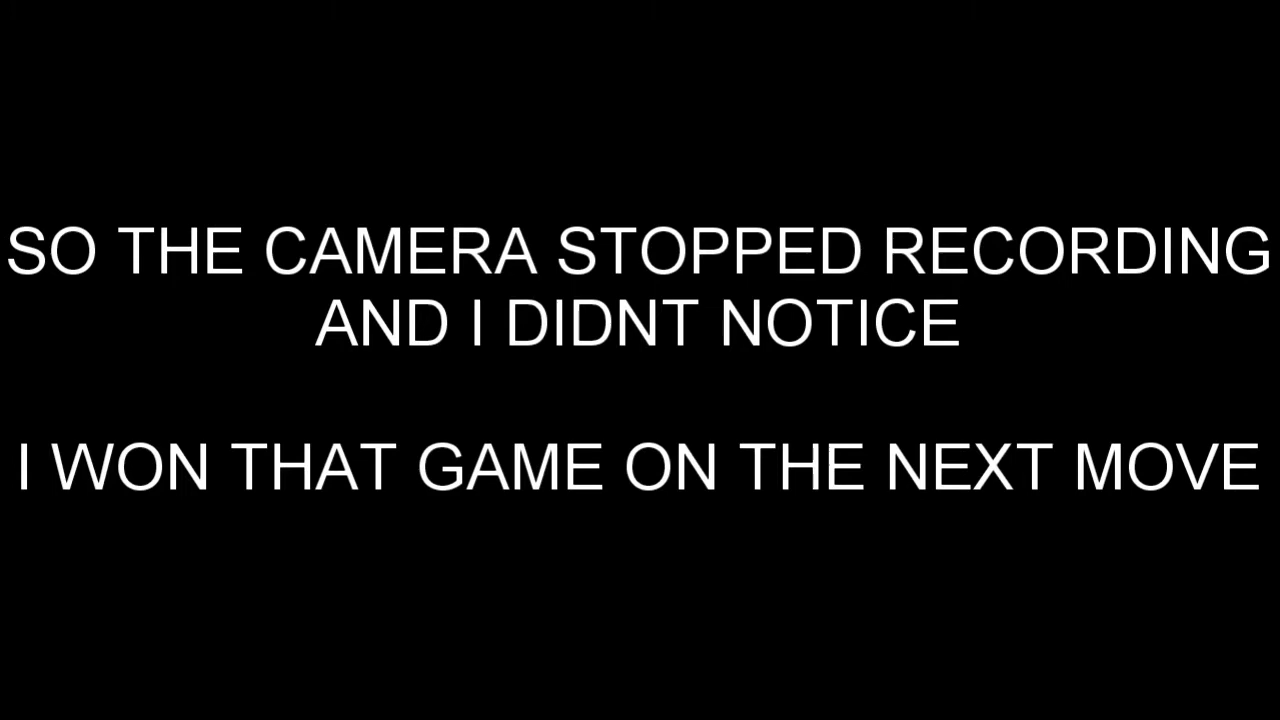 SO THE CAMERA STOPPED RECORDING
AND I DIDNT NOTICE
I WON THAT GAME ON THE NEXT MOVE